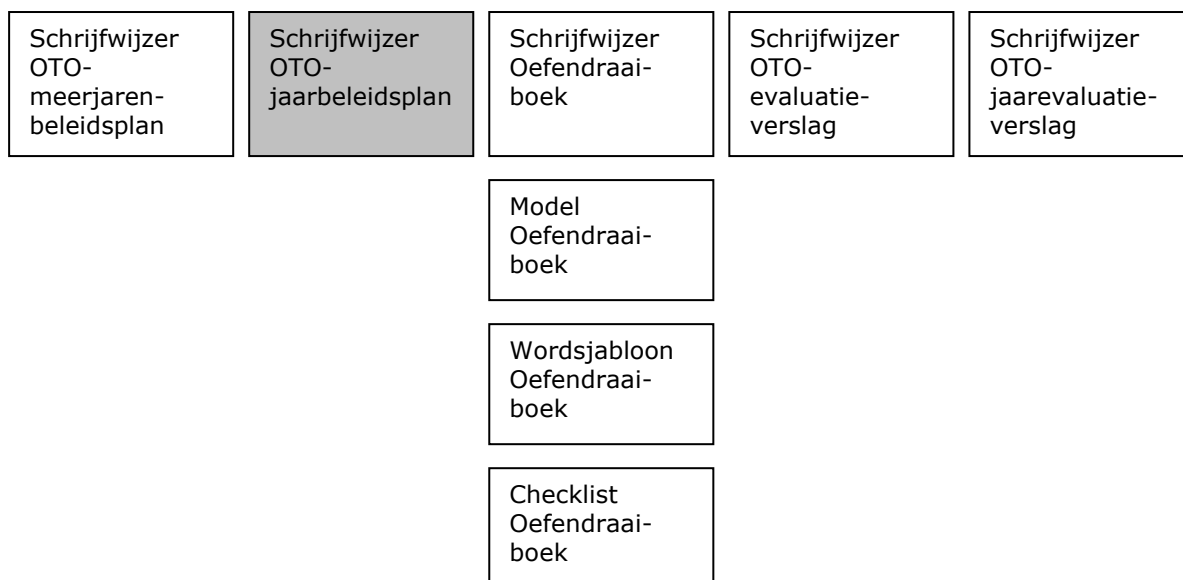 Schrijfwijzer
OTO-
meerjaren-
beleidsplan
Schrijfwijzer
OTO-
jaarbeleidsplan
Schrijfwijzer
Oefendraai-
boek
Schrijfwijzer
OTO-
evaluatie-
verslag
Schrijfwijzer
OTO-
jaarevaluatie-
verslag
Model
Oefendraai-
boek
Wordsjabloon
Oefendraai-
boek
Checklist
Oefendraai-
boek